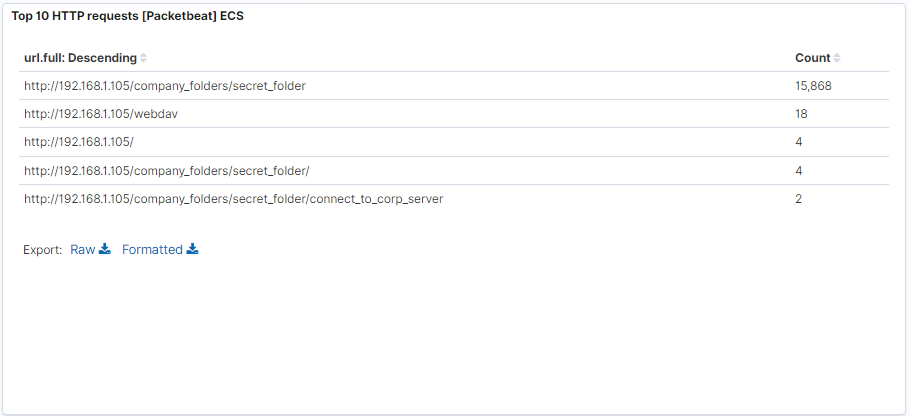 Top 10 HTTP requests [Packetbeat] ECS
url.full: Descending Count
http://192.168.1.105/company_folders/secret_folder 15,868
http://192.168.1.105/webdav 18
http://192.168.1.105/ 4
http://192.168.1.105/company_folders/secret_folder/ 4
http://192.168.1.105/company_folders/secret_folder/connect_to_corp_server 2
Export: Raw Formatted